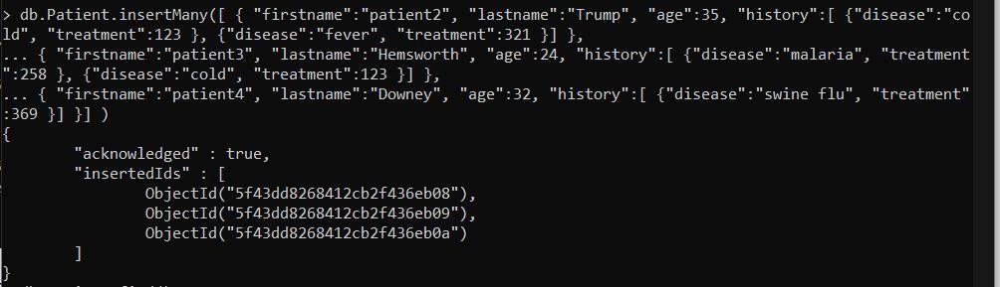 > db.Patient.insertMany([ { "firstname":"patient2", "lastname":"Trump", "age":35, "history":[ {"disease":"co
ld", "treatment":123 }, {"disease":"fever", "treatment":321 }] },
... { "firstname":"patient3", "lastname":"Hemsworth", "age":24, "history":[ {"disease":"malaria", "treatment
":258 }, {"disease":"cold", "treatment":123 }] },
... { "firstname":"patient4", "lastname":"Downey", "age":32, "history":[ {"disease":"swine flu", "treatment"
:369 }] }] )
{
"acknowledged" : true,
"insertedIds" : [
ObjectId("5f43dd8268412cb2f436eb08"),
ObjectId("5f43dd8268412cb2f436eb09"),
ObjectId("5f43dd8268412cb2f436eb0a")
]
}